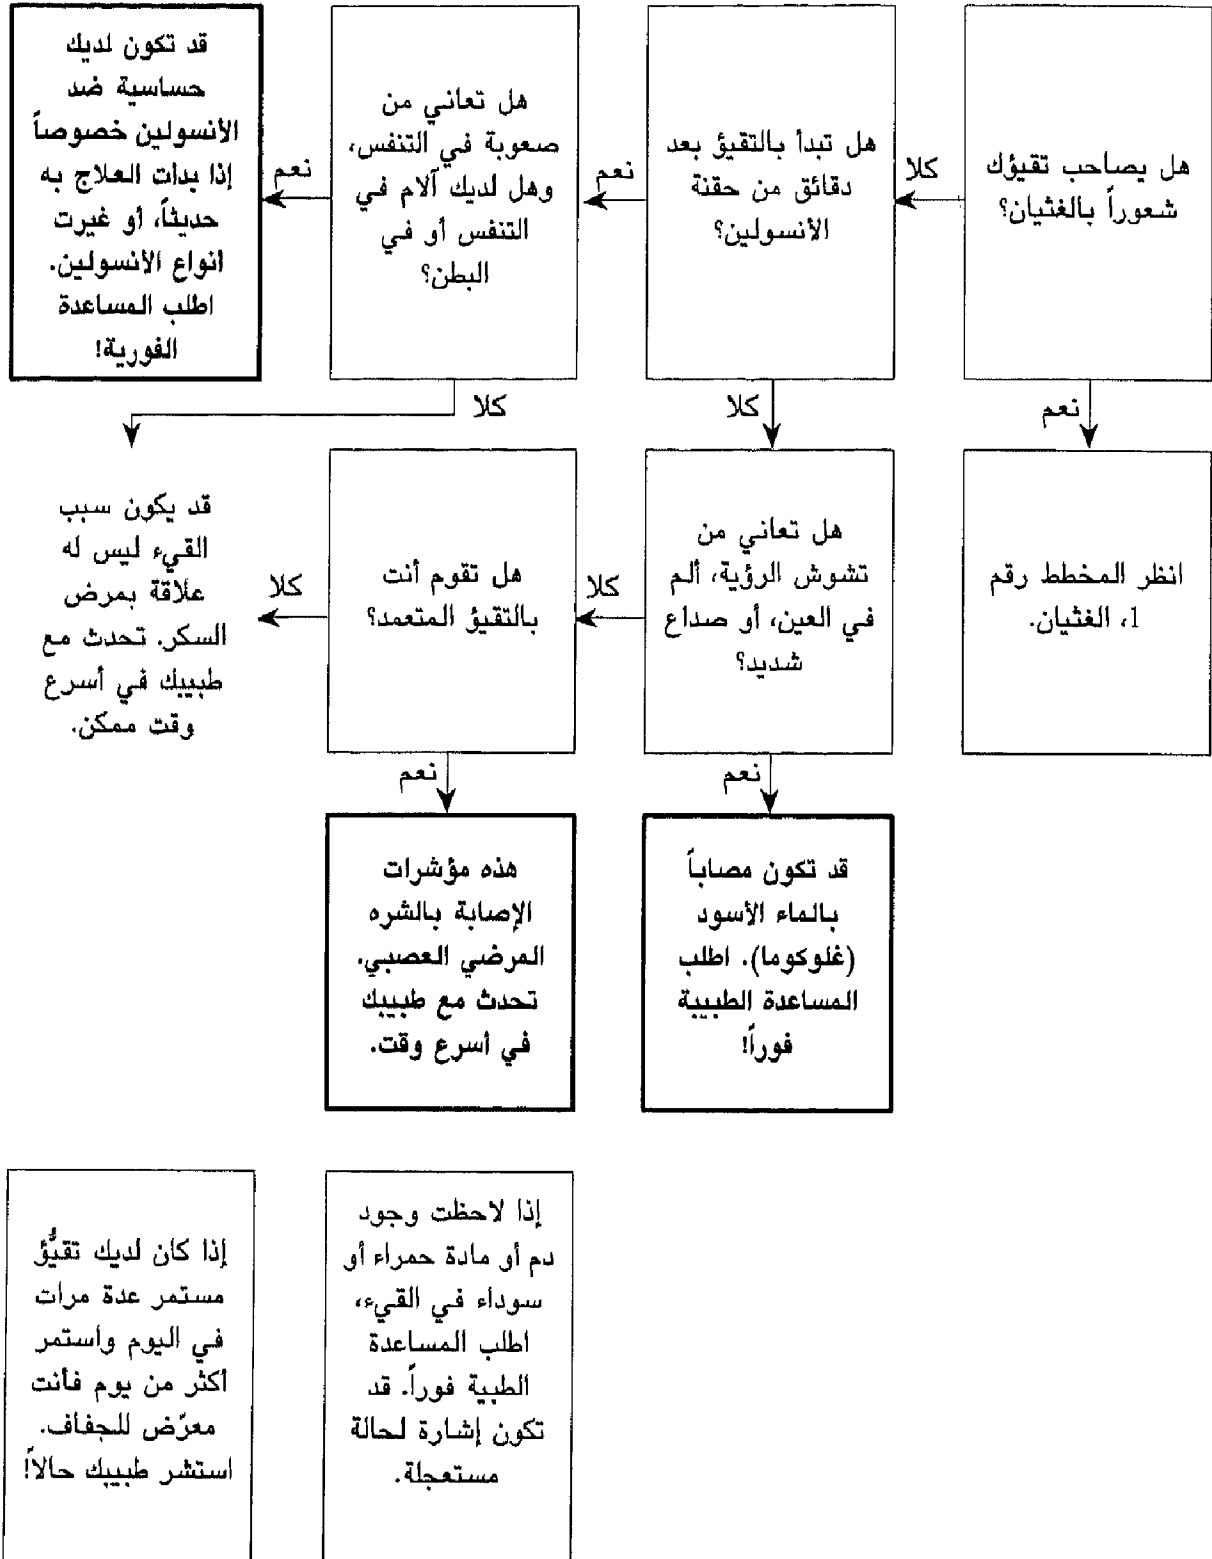 هل يصاحب تقيؤك
شعوراً بالغثيان؟
كلا
هل تبدأ بالتقيؤ بعد
دقائق من حقنة
الأنسولين؟
نعم
هل تعاني من
صعوبة في التنفس،
وهل لديك آلام في
التنفس أو في
البطن؟
نعم
قد تكون لديك
حساسية ضد
الأنسولين خصوصاً
إذا بدات العلاج به
حديثاً، أو غيرت
انواع الانسولين.
اطلب المساعدة
الفورية!
نعم
كلا
كلا
انظر المخطط رقم
1، الغثيان.
هل تعاني من
تشوش الرؤية، ألم
في العين، أو صداع
شديد؟
كلا
هل تقوم أنت
بالتقيؤ المتعمد؟
كلا
قد يكون سبب
القيء ليس له
علاقة بمرض
السكر. تحدث مع
طبيبك في أسرع
وقت ممكن.
نعم
نعم
قد تكون مصاباً
بالماء الأسود
(غلوكوما). اطلب
المساعدة الطبيبة
فوراً!
هذه مؤشرات
الإصابة بالشره
المرضي العصبي.
تحدث مع طبيبك
في أسرع وقت.
إذا لاحظت وجود
دم أو مادة حمراء أو
سوداء في القيء،
اطلب المساعدة
الطبية فوراً. قد
تكون إشارة لحالة
مستعجلة.
إذا كان لديك تقيُّؤ
مستمر عدة مرات
في اليوم واستمر
أكثر من يوم فأنت
معرّض للجفاف.
استشر طبيبك حالاً!